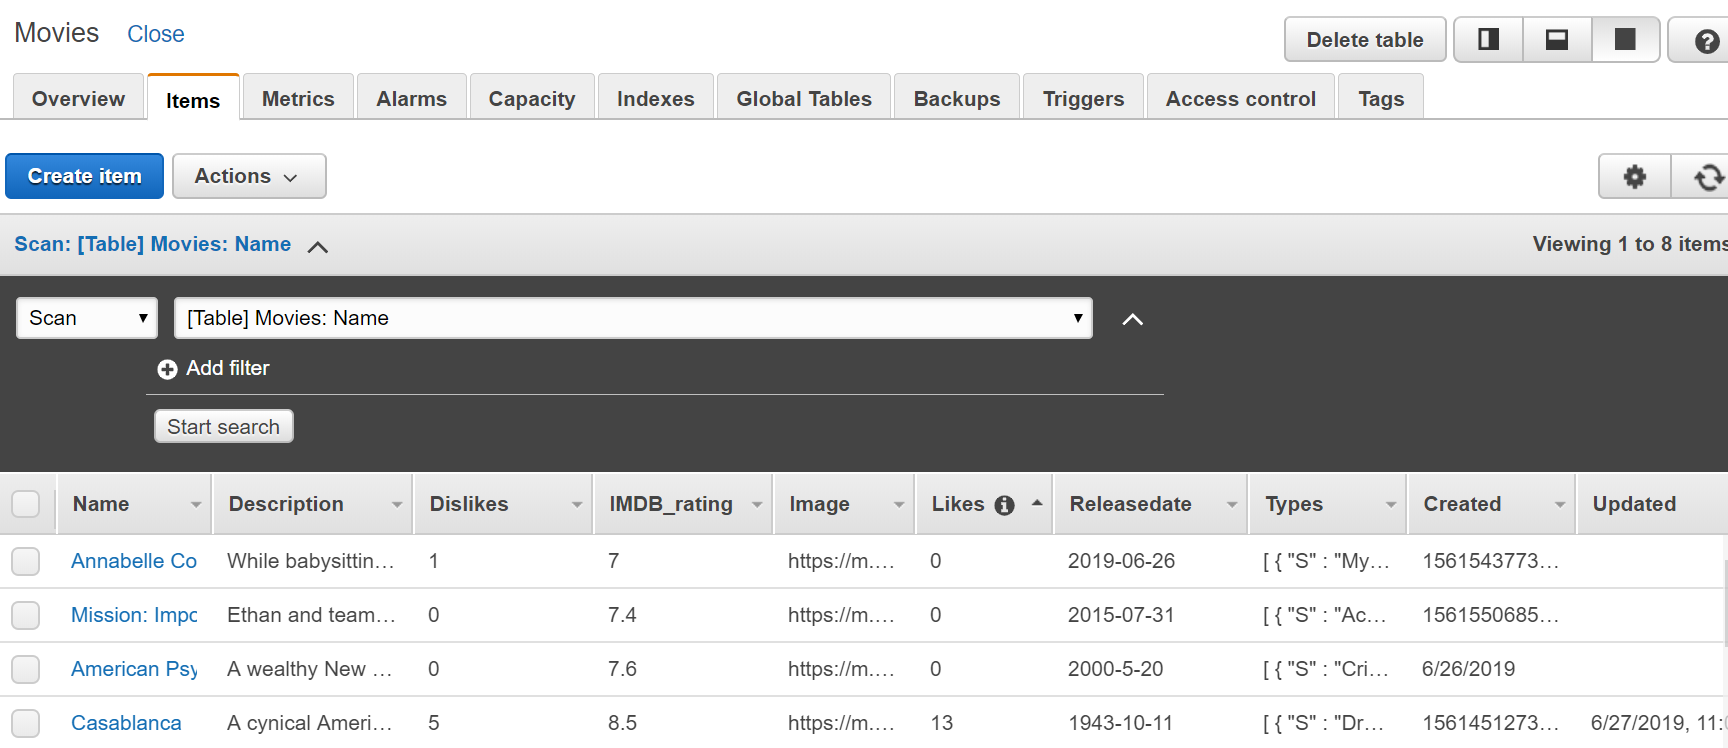 Movies Close
Delete table
Overview Items Metrics Alarms Capacity Indexes Global Tables Backups Triggers Access control Tags
Create item Actions
Scan: [Table] Movies: Name Viewing 1 to 8 items
Scan [Table] Movies: Name
Add filter
Start search
Name Description Dislikes IMDB_rating Image Likes Releasedate Types Created Updated
Annabelle Co While babysittin… 1 7 https://m.… 0 2019-06-26 [ { "S" : "My… 1561543773…
Mission: Impo Ethan and team… 0 7.4 https://m.… 0 2015-07-31 [ { "S" : "Ac… 1561550685…
American Psy A wealthy New … 0 7.6 https://m.… 0 2000-5-20 [ { "S" : "Cri… 6/26/2019
Casablanca A cynical Ameri… 5 8.5 https://m.… 13 1943-10-11 [ { "S" : "Dr… 1561451273… 6/27/2019, 11: